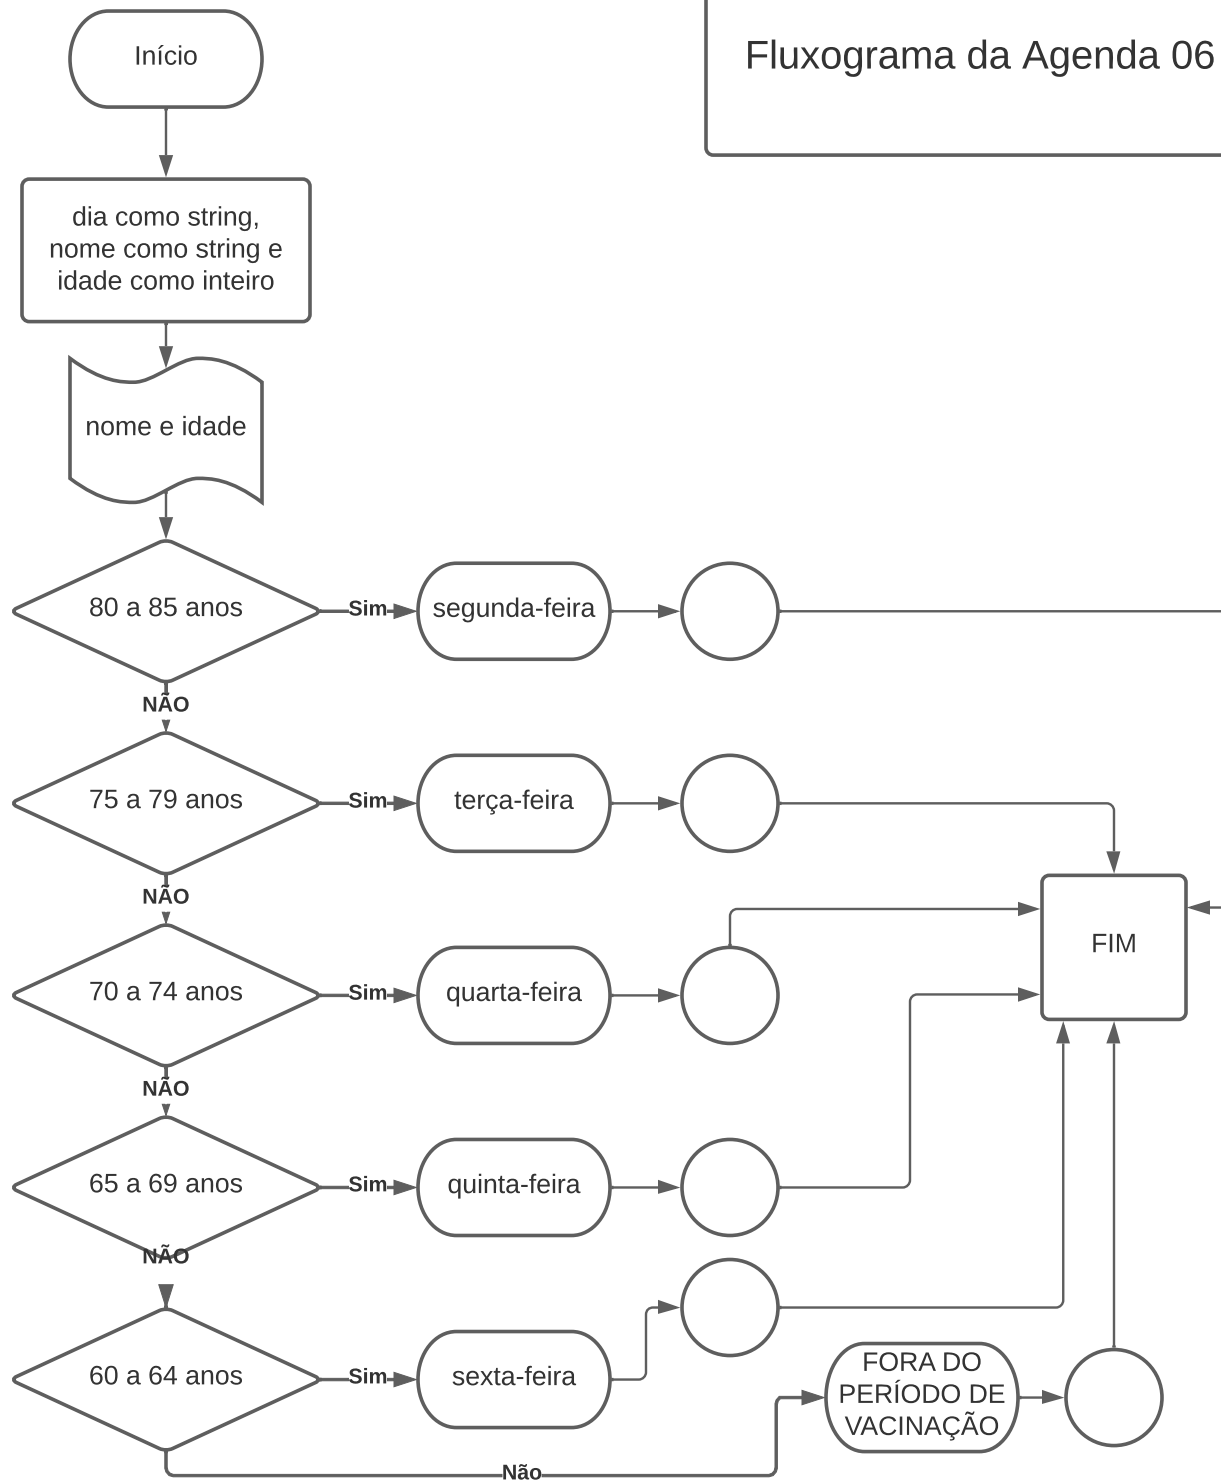 Início
Fluxograma da Agenda 06
dia como string,
nome como string e
idade como inteiro
nome e idade
80 a 85 anos
Sim
segunda-feira
NÃO
75 a 79 anos
Sim
terça-feira
NÃO
70 a 74 anos
Sim
quarta-feira
FIM
NÃO
65 a 69 anos
Sim
quinta-feira
NÃO
60 a 64 anos
Sim
sexta-feira
FORA DO
PERÍODO DE
VACINAÇÃO
Não